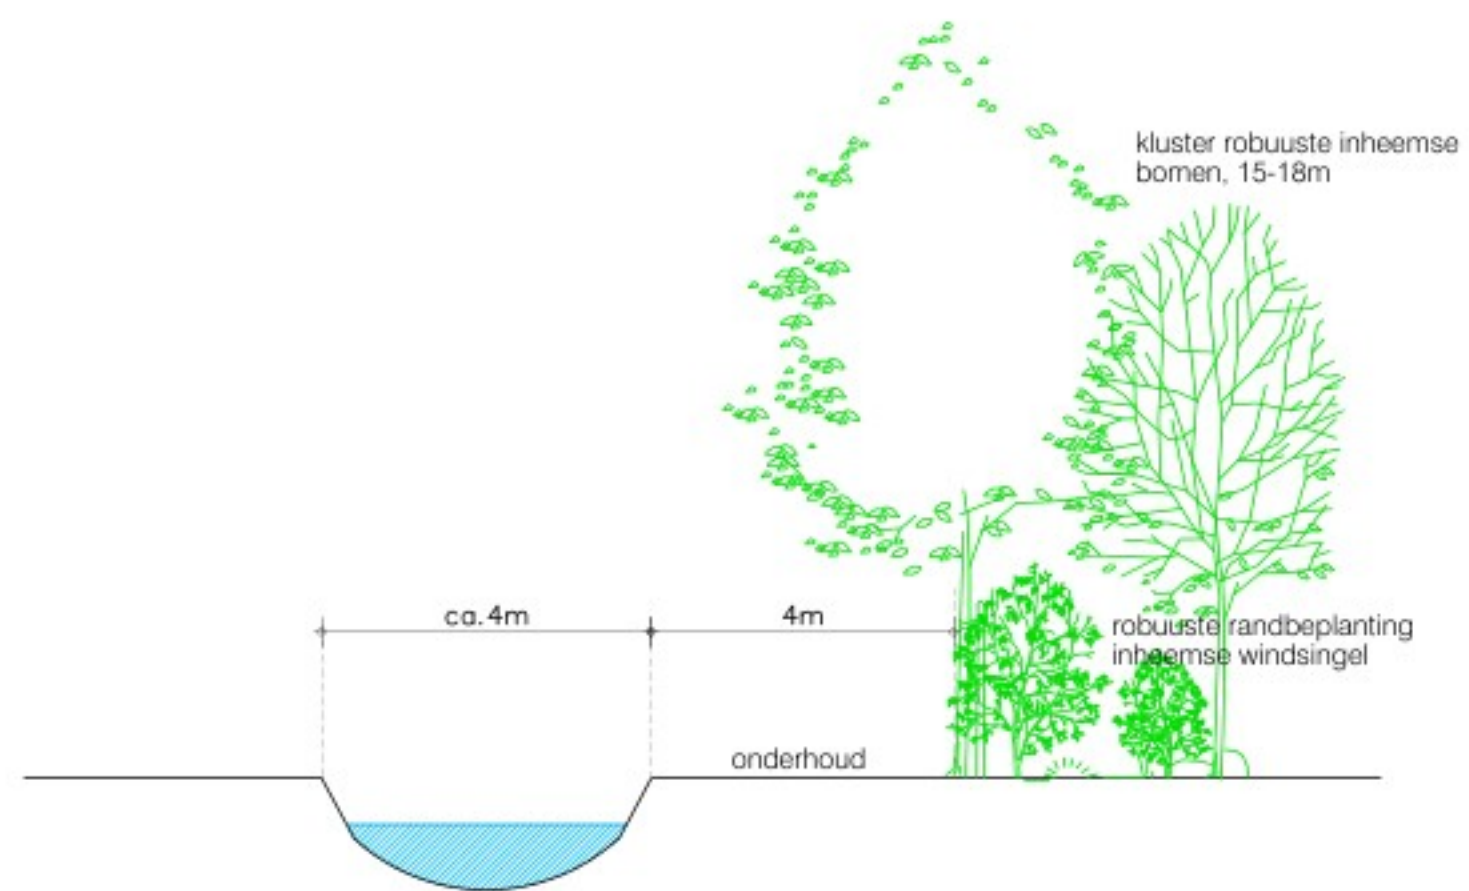 kluster robuuste inheemse
bomen, 15-18m
ca. 4m
4m
robuuste randbeplanting
inheemse windsingel
onderhoud